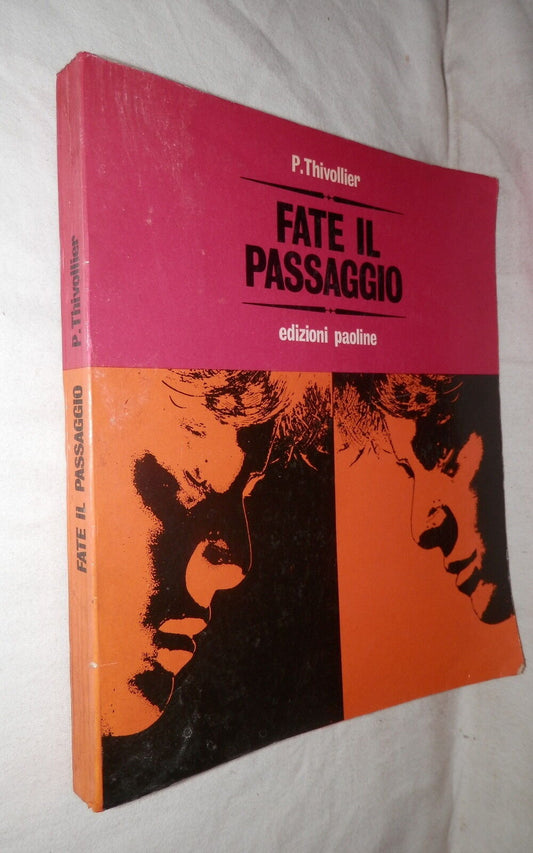 P. Thivollier
FATE IL
PASSAGGIO
edizioni paoline
FATE IL PASSAGGIO P. Thivollier